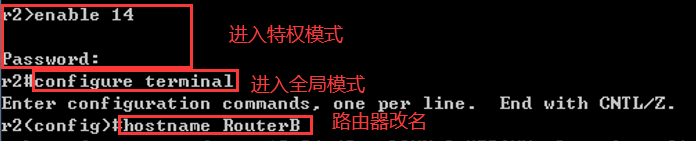 r2>enable 14
进入特权模式
Password:
r2#configure terminal 进入全局模式
Enter configuration commands, one per line.  End with CNTL/Z.
r2(config)#hostname RouterB 路由器改名